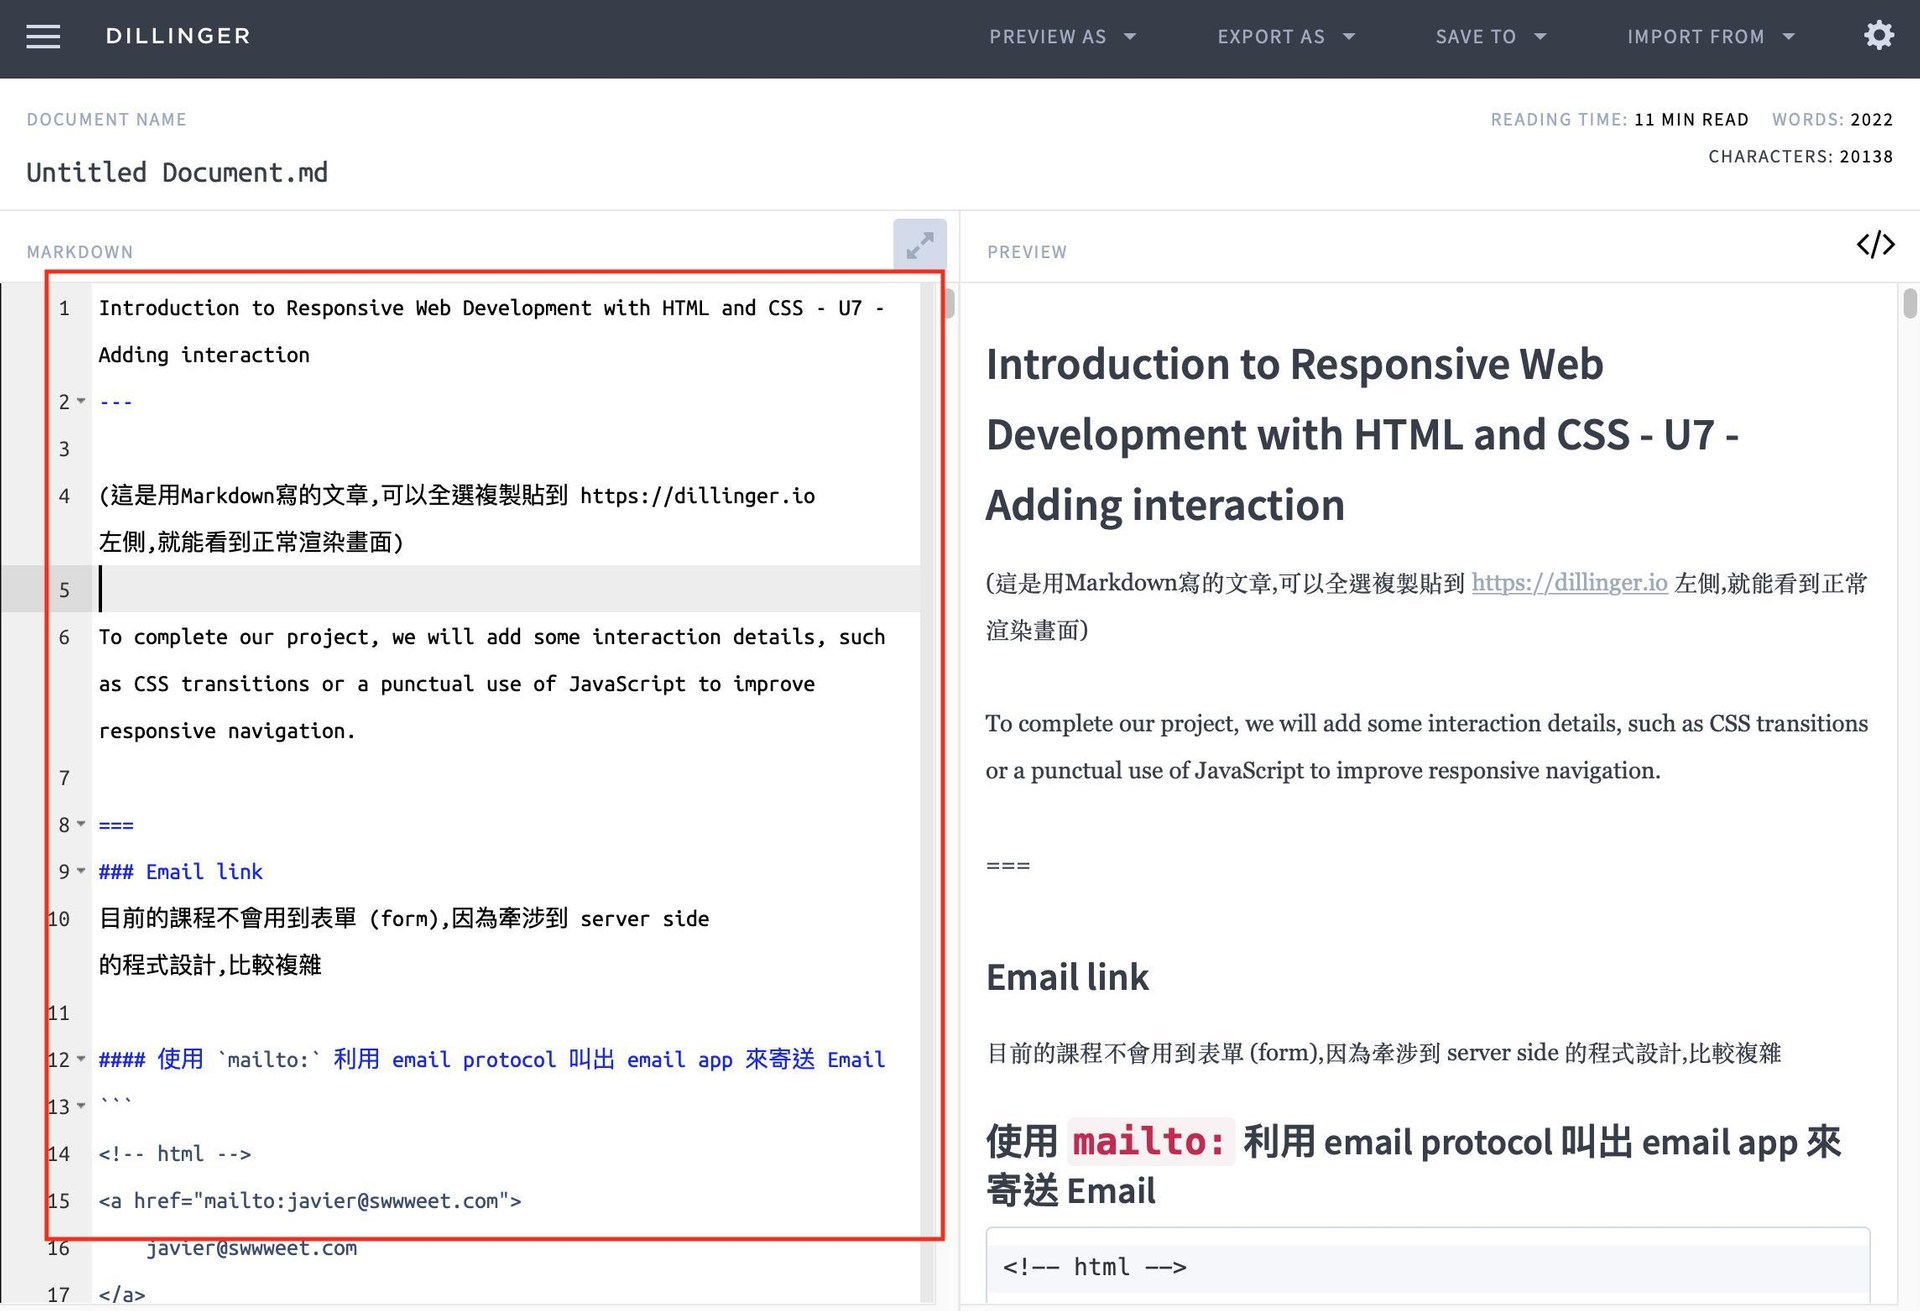 DILLINGER
PREVIEW AS
EXPORT AS
SAVE TO
IMPORT FROM
DOCUMENT NAME
READING TIME: 11 MIN READ WORDS: 2022
CHARACTERS: 20138
Untitled Document.md
MARKDOWN
1 Introduction to Responsive Web Development with HTML and CSS - U7 -
Adding interaction
2 ---
3
4 (這是用Markdown寫的文章,可以全選複製貼到 https://dillinger.io
左側,就能看到正常渲染畫面)
5
6 To complete our project, we will add some interaction details, such
as CSS transitions or a punctual use of JavaScript to improve
responsive navigation.
7
8 ===
9 ### Email link
10 目前的課程不會用到表單 (form),因為牽涉到 server side
的程式設計,比較複雜
11
12 #### 使用 `mailto:` 利用 email protocol 叫出 email app 來寄送 Email
13 ```
14 <!-- html -->
15 <a href="mailto:javier@swwweet.com">
16 javier@swwweet.com
17 </a>
PREVIEW
</>
Introduction to Responsive Web
Development with HTML and CSS - U7 -
Adding interaction
(這是用Markdown寫的文章,可以全選複製貼到 https://dillinger.io 左側,就能看到正常
渲染畫面)
To complete our project, we will add some interaction details, such as CSS transitions
or a punctual use of JavaScript to improve responsive navigation.
===
Email link
目前的課程不會用到表單 (form),因為牽涉到 server side 的程式設計,比較複雜
使用 mailto: 利用 email protocol 叫出 email app 來
寄送 Email
<!-- html -->